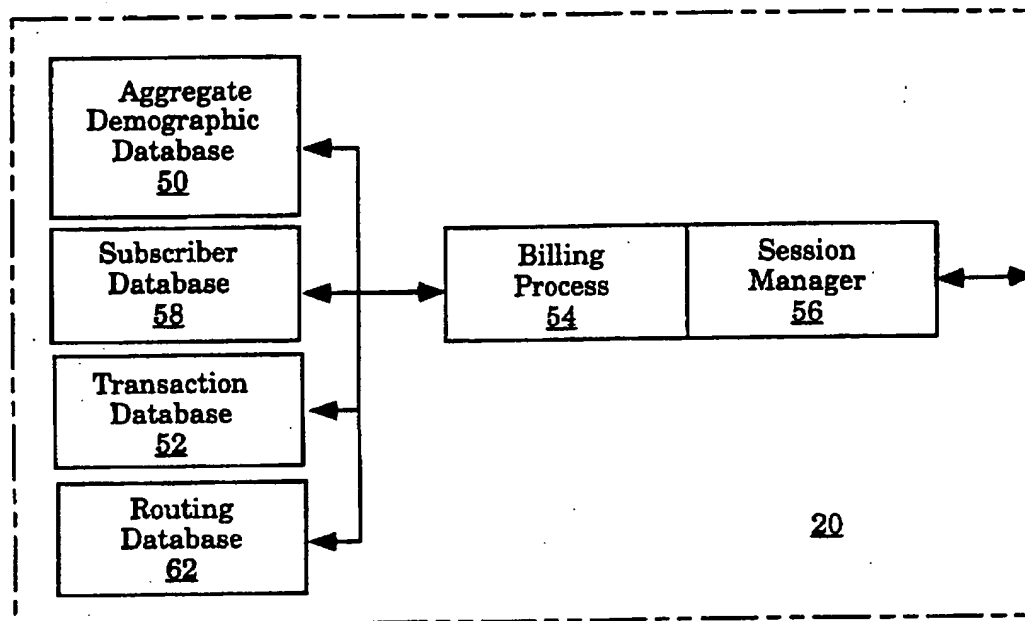 Aggregate
Demographic
Database
50
Subscriber
Database
58
Transaction
Database
52
Routing
Database
62
Billing
Process
54
Session
Manager
56
20